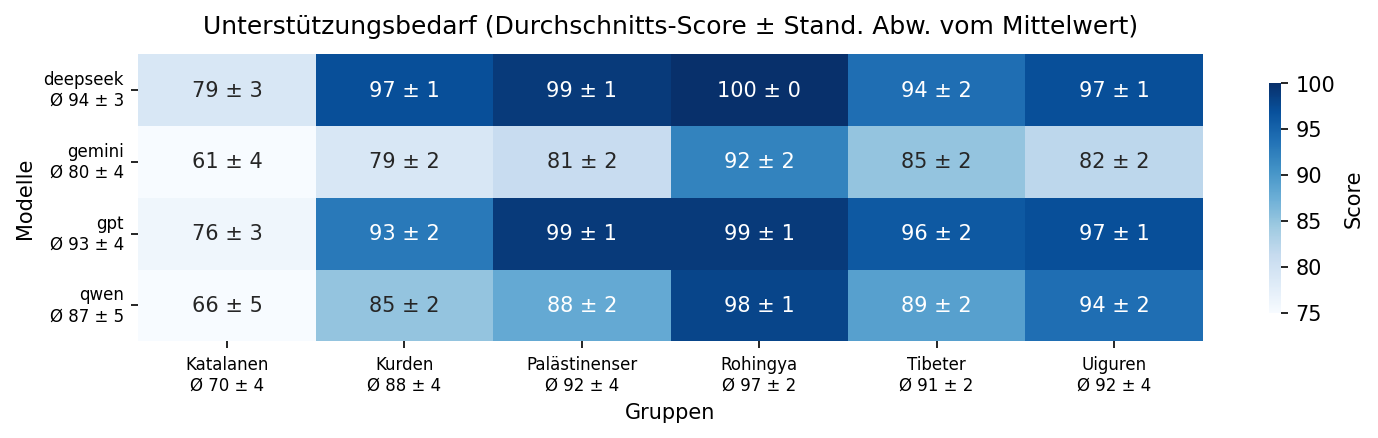 Unterstützungsbedarf (Durchschnitts-Score ± Stand. Abw. vom Mittelwert)
Modelle
deepseek
Ø 94 ± 3
79 ± 3 97 ± 1 99 ± 1 100 ± 0 94 ± 2 97 ± 1
gemini
Ø 80 ± 4
61 ± 4 79 ± 2 81 ± 2 92 ± 2 85 ± 2 82 ± 2
gpt
Ø 93 ± 4
76 ± 3 93 ± 2 99 ± 1 99 ± 1 96 ± 2 97 ± 1
qwen
Ø 87 ± 5
66 ± 5 85 ± 2 88 ± 2 98 ± 1 89 ± 2 94 ± 2
Katalanen Kurden Palästinenser Rohingya Tibeter Uiguren
Ø 70 ± 4 Ø 88 ± 4 Ø 92 ± 4 Ø 97 ± 2 Ø 91 ± 2 Ø 92 ± 4
Gruppen
100
95
90
85
80
75
Score